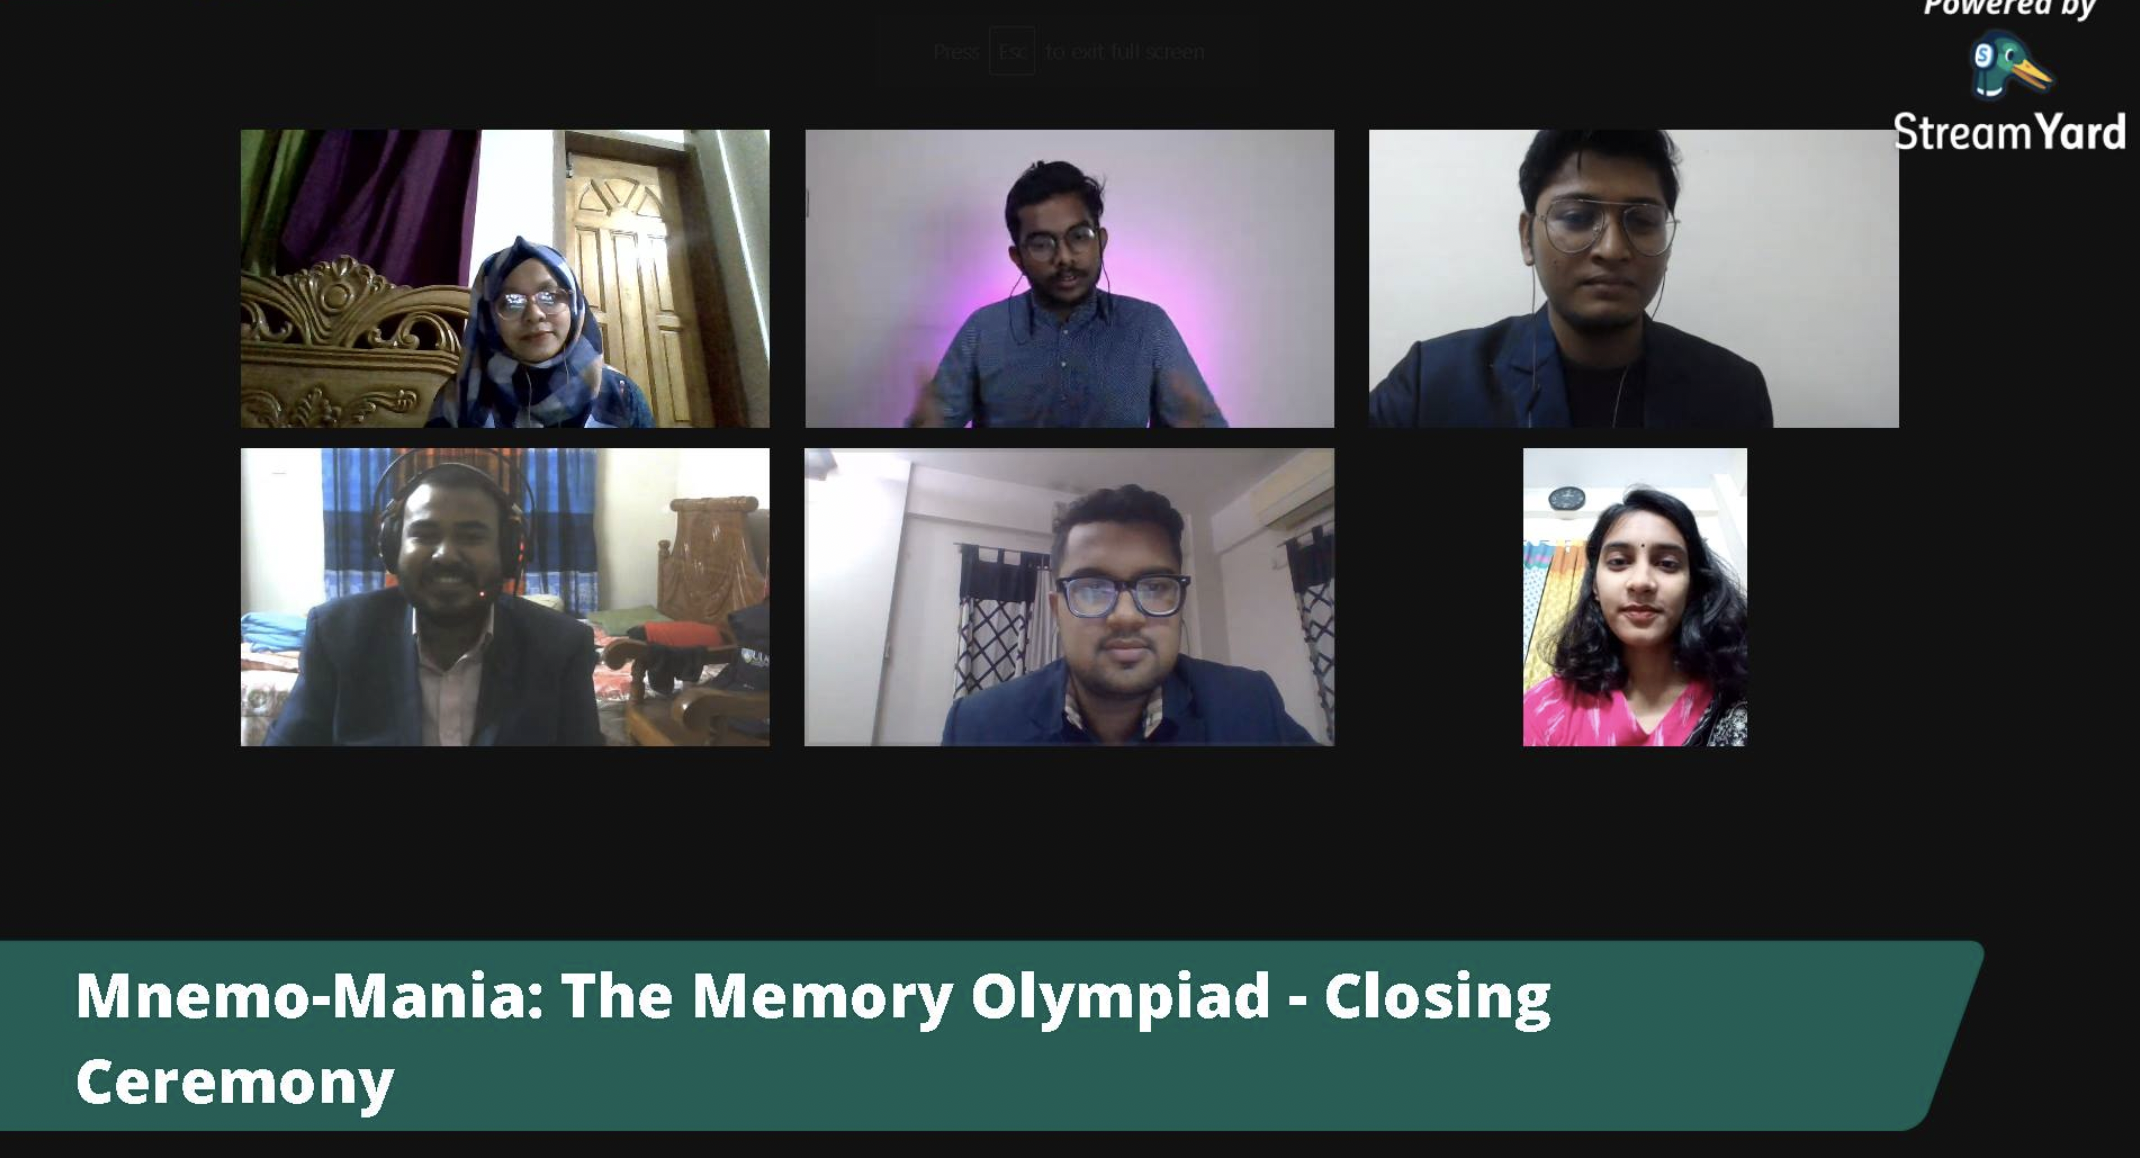 Powered by
Press Esc to exit full screen
S
StreamYard
Mnemo-Mania: The Memory Olympiad - Closing
Ceremony